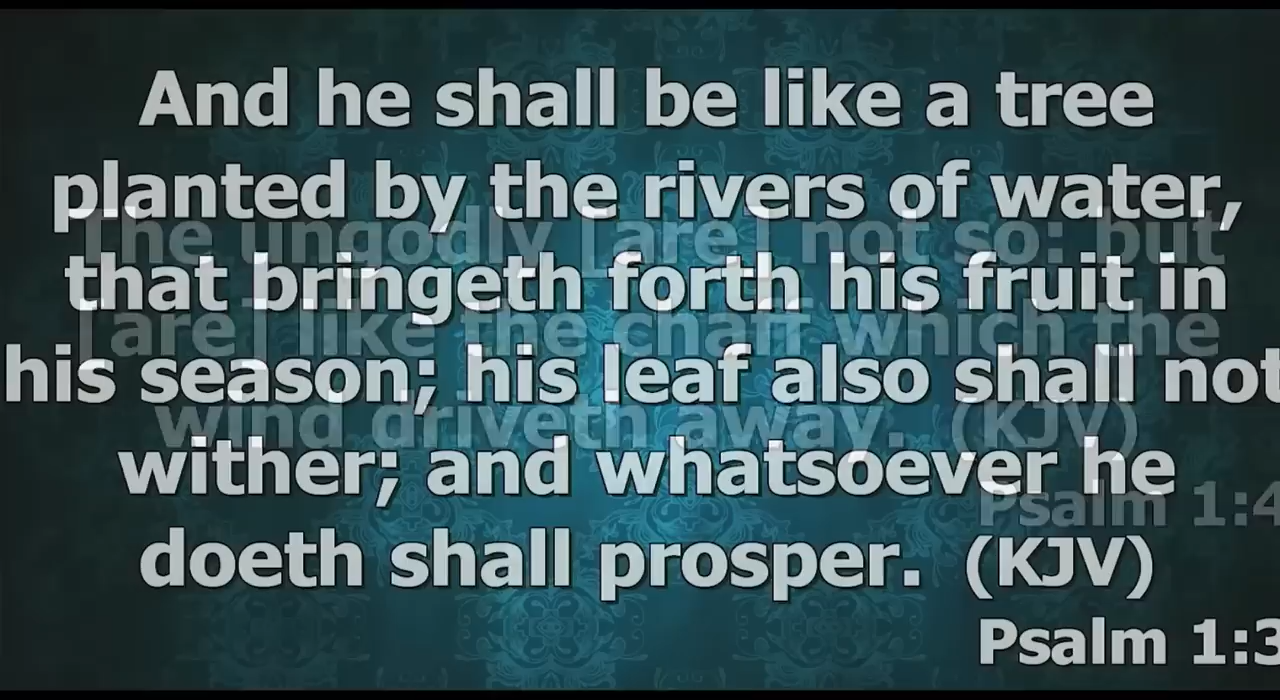 And he shall be like a tree
planted by the rivers of water,
that bringeth forth his fruit in
his season; his leaf also shall not
wither; and whatsoever he
doeth shall prosper. (KJV)
Psalm 1:3
The ungodly [are] not so: but
[are] like the chaff which the
wind driveth away. (KJV)
Psalm 1:4